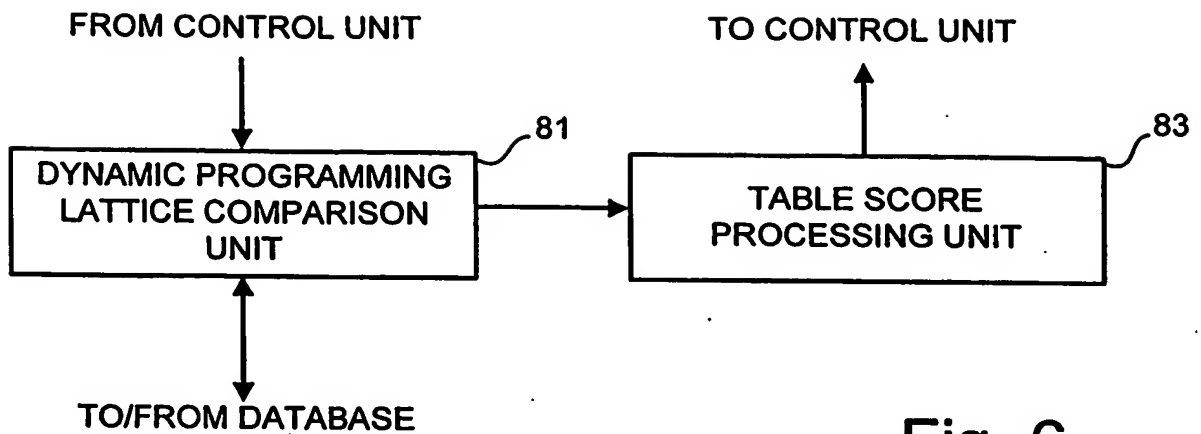 FROM CONTROL UNIT
TO CONTROL UNIT
81
83
DYNAMIC PROGRAMMING
LATTICE COMPARISON
UNIT
TABLE SCORE
PROCESSING UNIT
TO/FROM DATABASE
Fig.